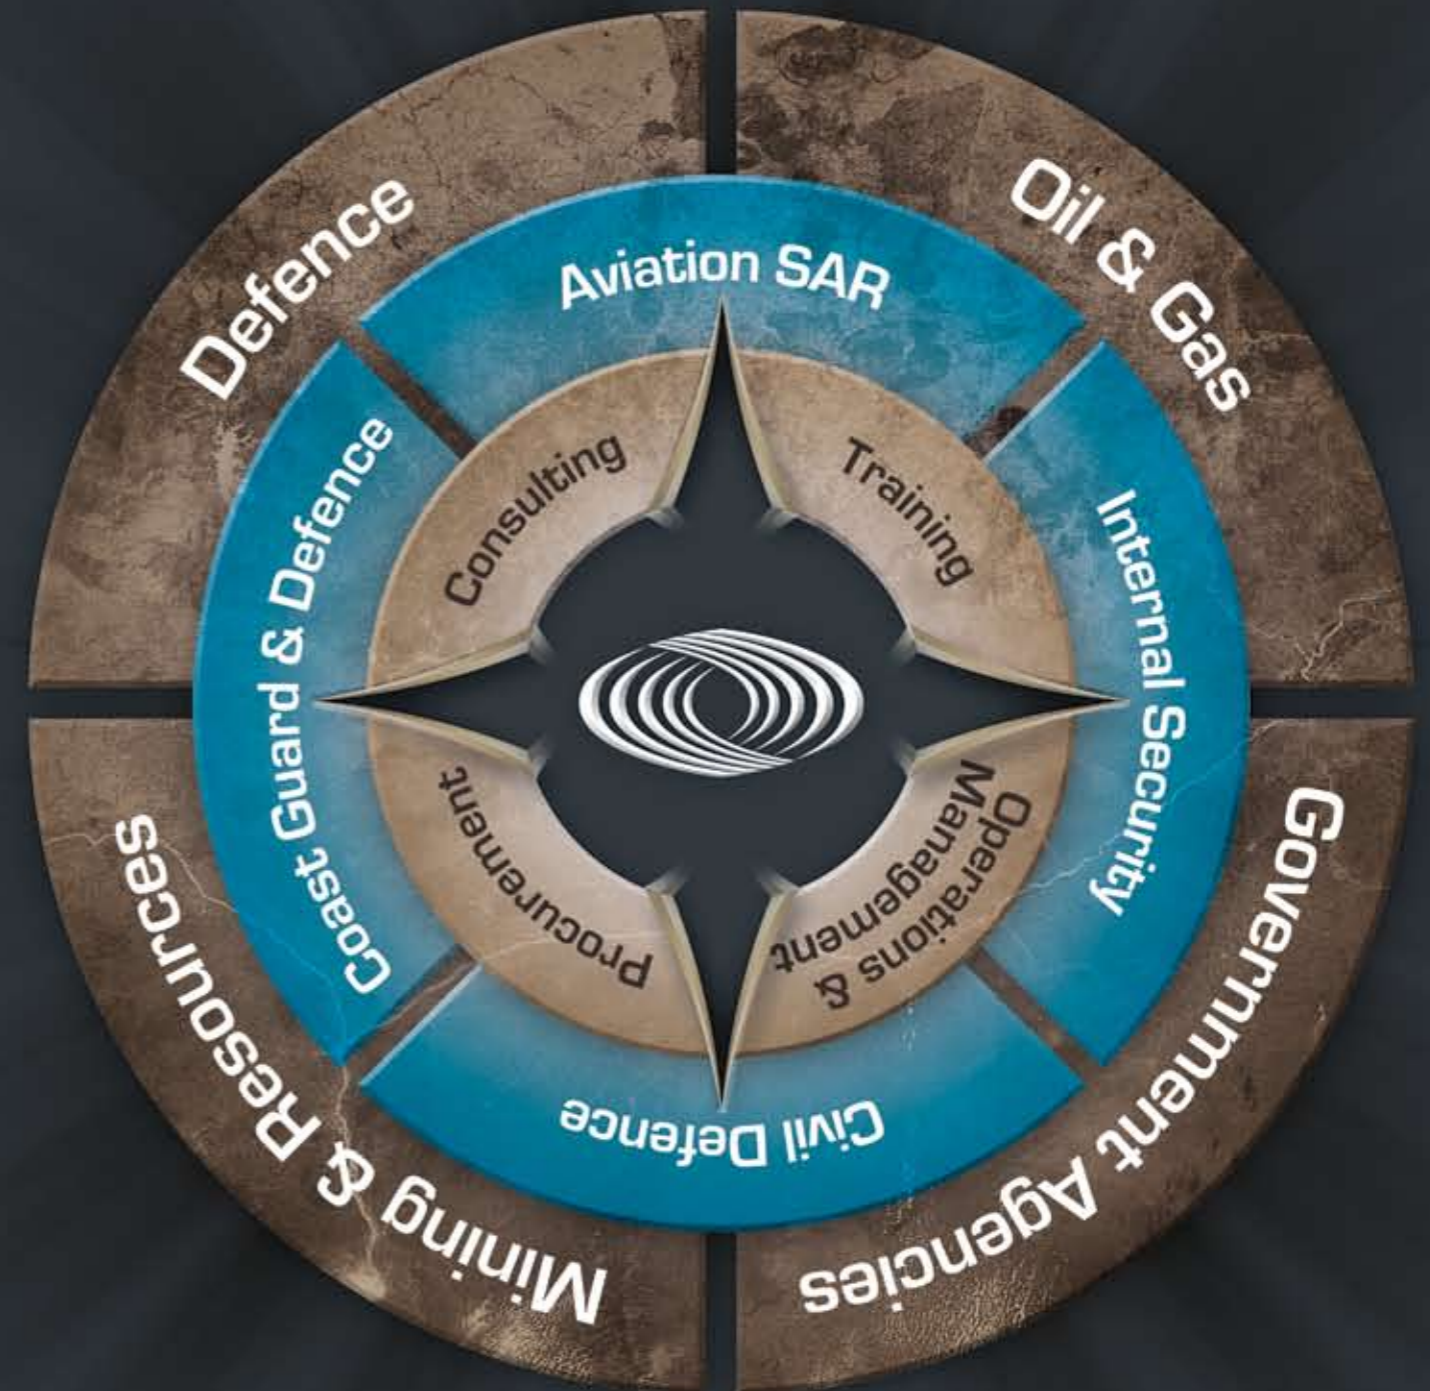 Defence
Oil & Gas
Government Agencies
Mining & Resources
Aviation SAR
Internal Security
Civil Defence
Coast Guard & Defence
Consulting
Training
Operations &
Management
Procurement